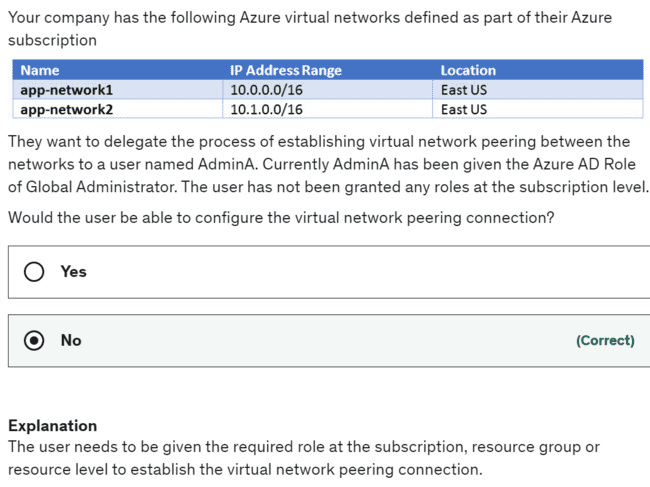 Your company has the following Azure virtual networks defined as part of their Azure
subscription
Name IP Address Range Location
app-network1 10.0.0.0/16 East US
app-network2 10.1.0.0/16 East US
They want to delegate the process of establishing virtual network peering between the
networks to a user named AdminA. Currently AdminA has been given the Azure AD Role
of Global Administrator. The user has not been granted any roles at the subscription level.
Would the user be able to configure the virtual network peering connection?
Yes
No (Correct)
Explanation
The user needs to be given the required role at the subscription, resource group or
resource level to establish the virtual network peering connection.